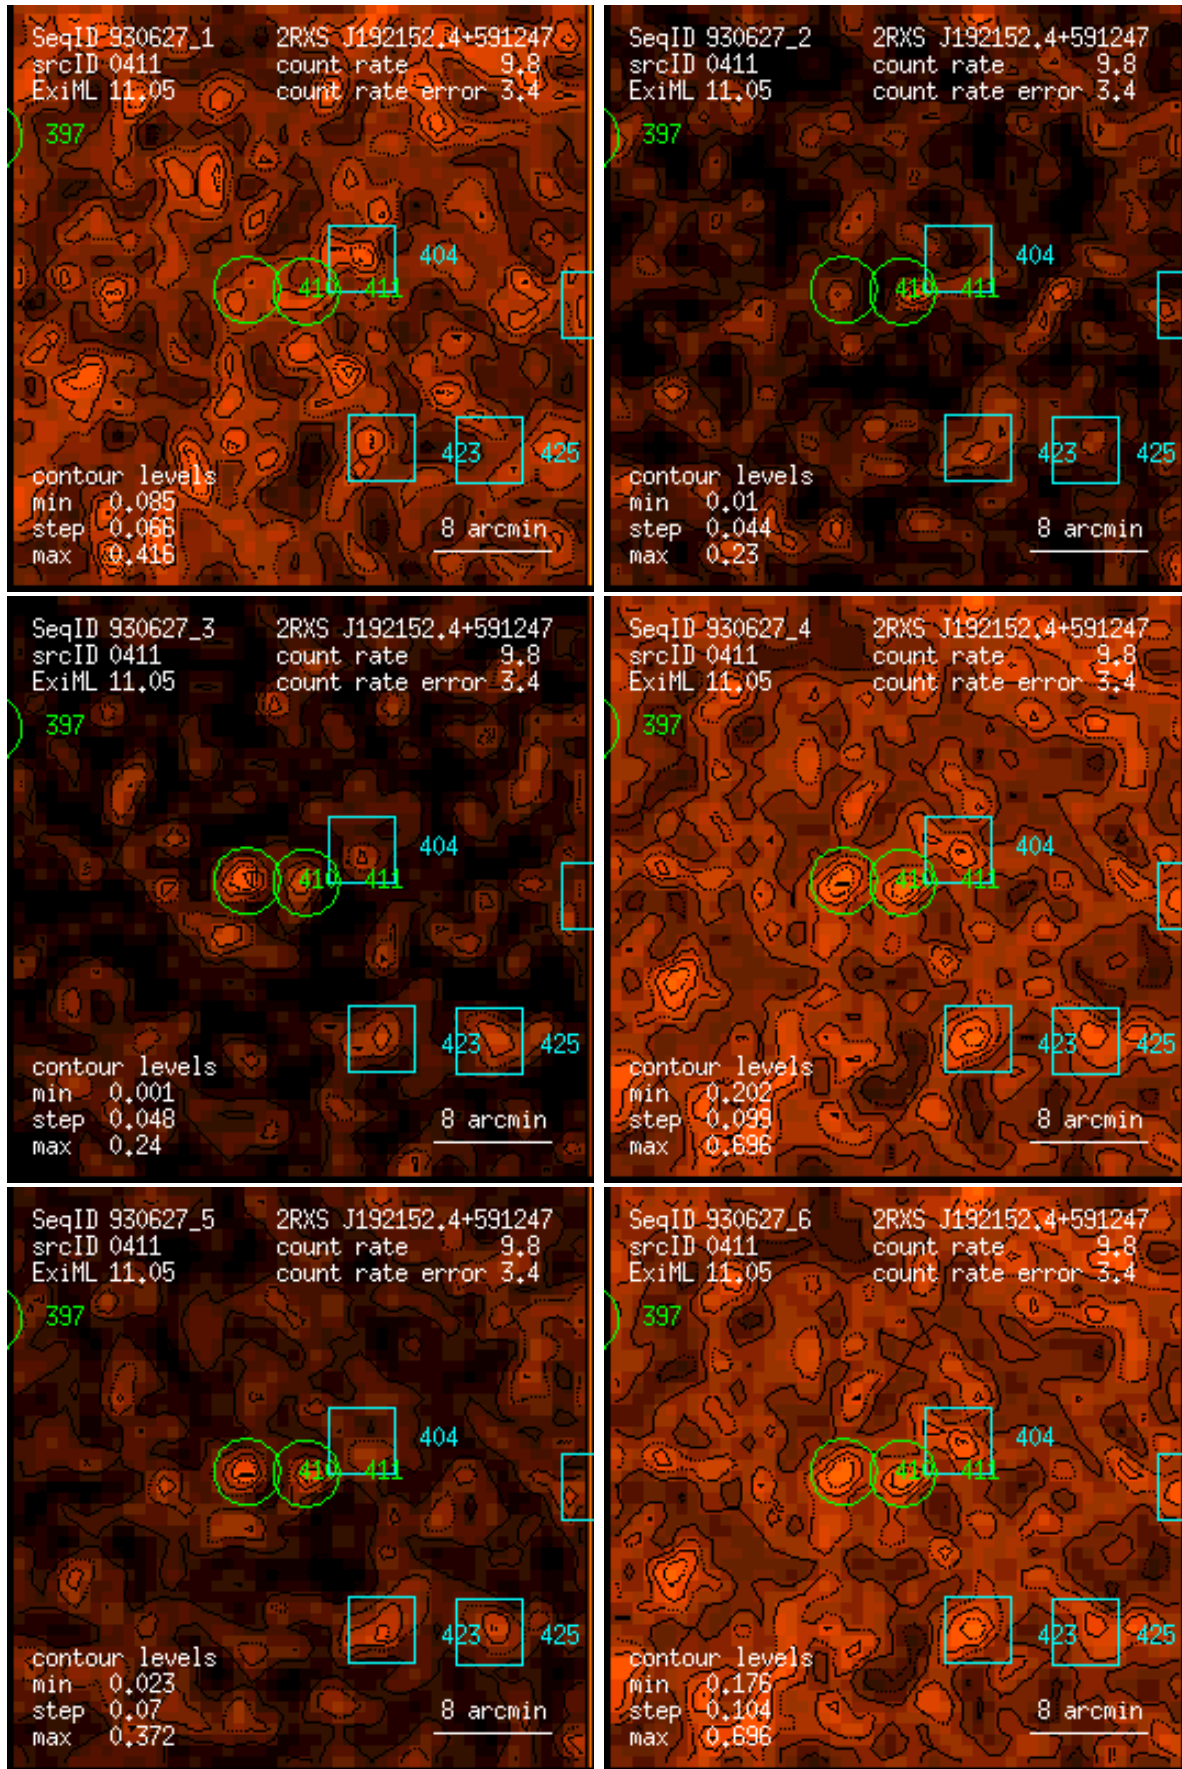 SeqID 930627_1 2RXS J192152.4+591247
srcID 0411 count rate 9.8
ExiML 11.05 count rate error 3.4
397
404
410 411
423 425
contour levels
min 0.085
step 0.066 8 arcmin
max 0.416
SeqID 930627_2 2RXS J192152.4+591247
srcID 0411 count rate 9.8
ExiML 11.05 count rate error 3.4
397
404
410 411
423 425
contour levels
min 0.01
step 0.044 8 arcmin
max 0.23
SeqID 930627_3 2RXS J192152.4+591247
srcID 0411 count rate 9.8
ExiML 11.05 count rate error 3.4
397
404
410 411
423 425
contour levels
min 0.001
step 0.048 8 arcmin
max 0.24
SeqID 930627_4 2RXS J192152.4+591247
srcID 0411 count rate 9.8
ExiML 11.05 count rate error 3.4
397
404
410 411
423 425
contour levels
min 0.202
step 0.099 8 arcmin
max 0.696
SeqID 930627_5 2RXS J192152.4+591247
srcID 0411 count rate 9.8
ExiML 11.05 count rate error 3.4
397
404
410 411
423 425
contour levels
min 0.023
step 0.07 8 arcmin
max 0.372
SeqID 930627_6 2RXS J192152.4+591247
srcID 0411 count rate 9.8
ExiML 11.05 count rate error 3.4
397
404
410 411
423 425
contour levels
min 0.176
step 0.104 8 arcmin
max 0.696